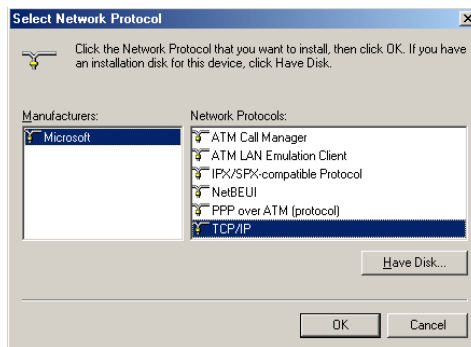 Select Network Protocol
Click the Network Protocol that you want to install, then click OK. If you have
an installation disk for this device, click Have Disk.
Manufacturers:
Microsoft
Network Protocols:
ATM Call Manager
ATM LAN Emulation Client
IPX/SPX-compatible Protocol
NetBEUI
PPP over ATM (protocol)
TCP/IP
Have Disk...
OK
Cancel